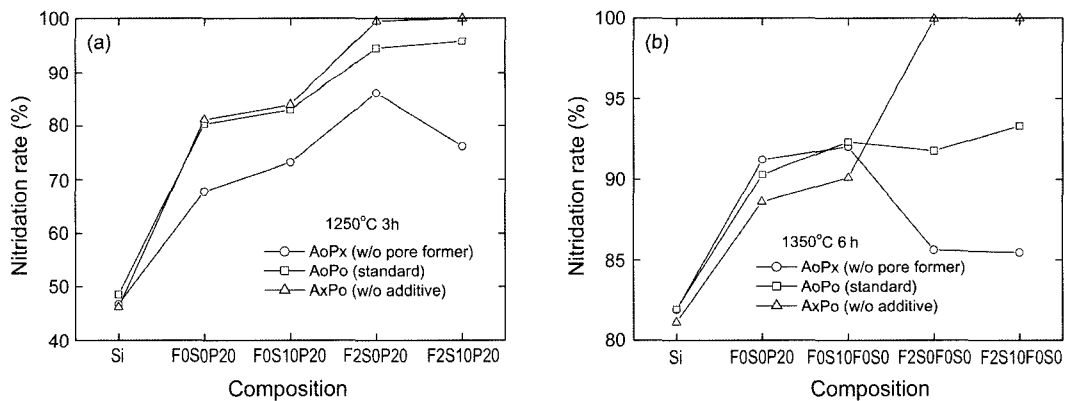 (a)
Nitridation rate (%)
100
90
80
70
60
50
40
1250°C 3h
AoPx (w/o pore former)
AoPo (standard)
AxPo (w/o additive)
Si
F0S0P20
F0S10P20
F2S0P20
F2S10P20
Composition
(b)
Nitridation rate (%)
100
95
90
85
80
1350°C 6 h
AoPx (w/o pore former)
AoPo (standard)
AxPo (w/o additive)
Si
F0S0P20
F0S10F0S0
F2S0F0S0
F2S10F0S0
Composition